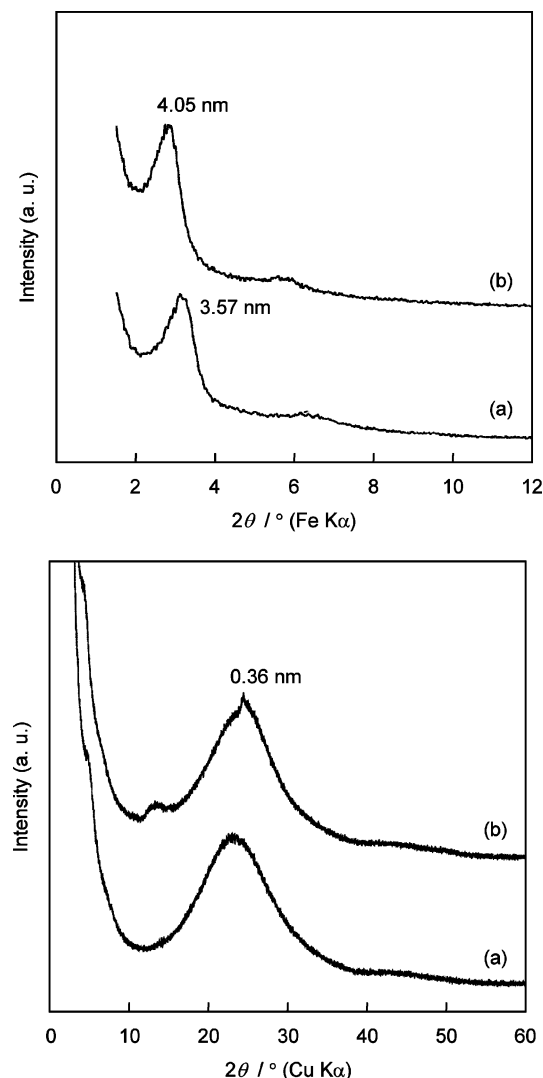 4.05 nm
Intensity (a. u.)
(b)
3.57 nm
(a)
0 2 4 6 8 10 12
2θ / ° (Fe Kα)
0.36 nm
Intensity (a. u.)
(b)
(a)
0 10 20 30 40 50 60
2θ / ° (Cu Kα)